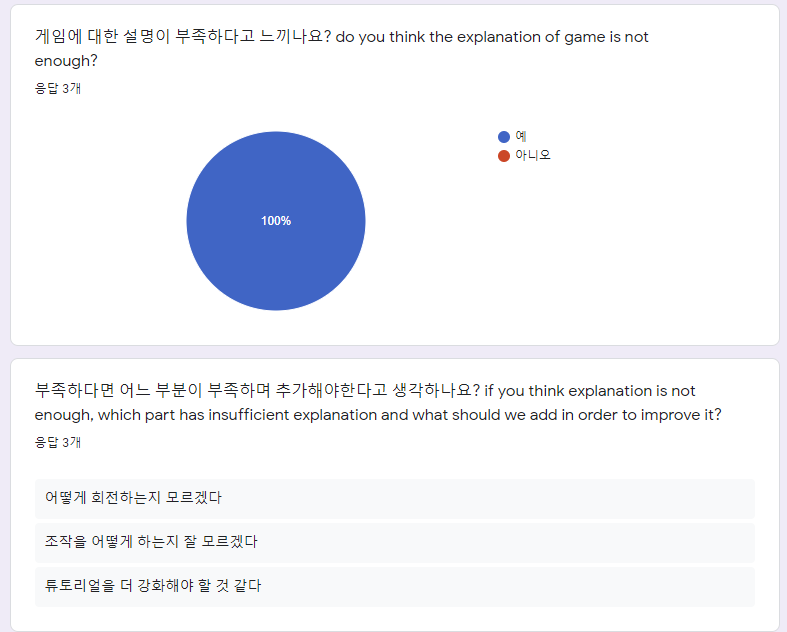 게임에 대한 설명이 부족하다고 느끼나요? do you think the explanation of game is not
enough?
응답 3개
100%
예
아니오
부족하다면 어느 부분이 부족하며 추가해야한다고 생각하나요? if you think explanation is not
enough, which part has insufficient explanation and what should we add in order to improve it?
응답 3개
어떻게 회전하는지 모르겠다
조작을 어떻게 하는지 잘 모르겠다
튜토리얼을 더 강화해야 할 것 같다